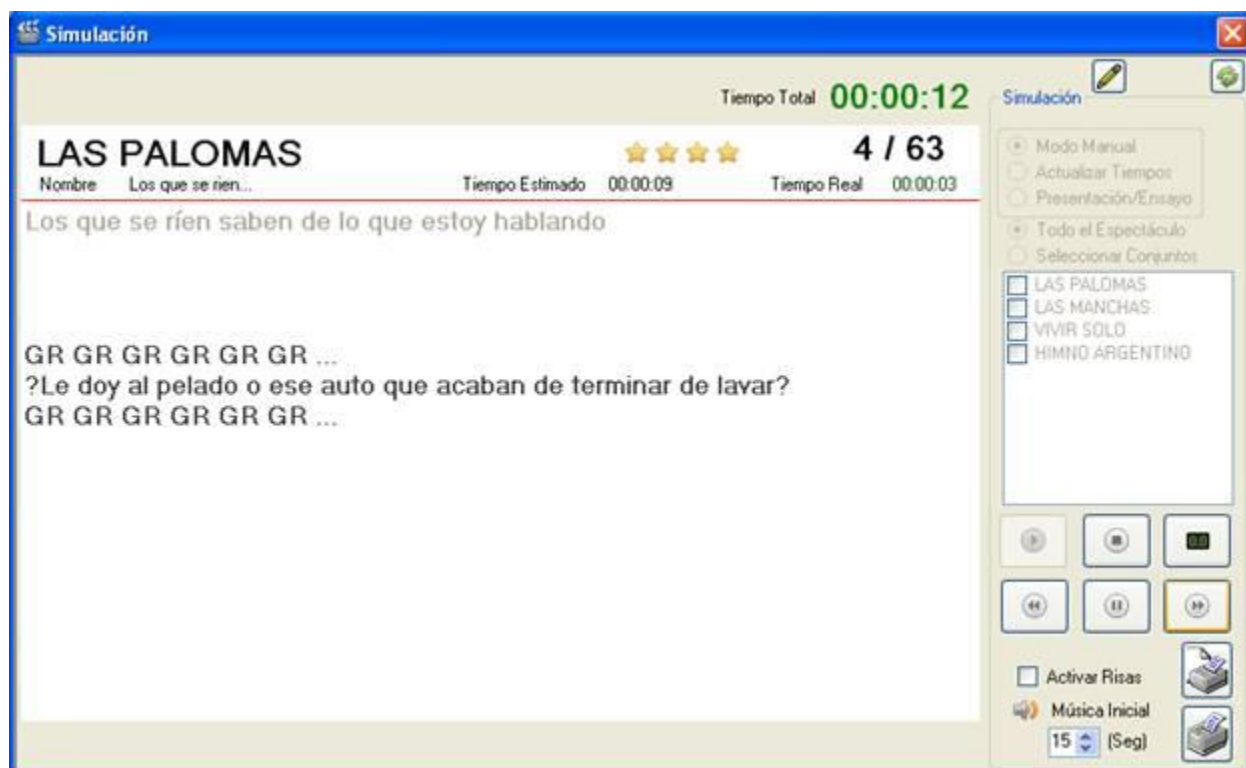 Simulación
Tiempo Total 00:00:12
LAS PALOMAS 4 / 63
Nombre Los que se rien... Tiempo Estimado 00:00:09 Tiempo Real 00:00:03
Los que se ríen saben de lo que estoy hablando
GR GR GR GR GR GR ...
?Le doy al pelado o ese auto que acaban de terminar de lavar?
GR GR GR GR GR GR ...
Simulación
Modo Manual
Actualizar Tiempos
Presentación/Ensayo
Todo el Espectáculo
Seleccionar Conjuntos
LAS PALOMAS
LAS MANCHAS
VIVIR SOLO
HIMNO ARGENTINO
Activar Risas
Música Inicial
15 (Seg)